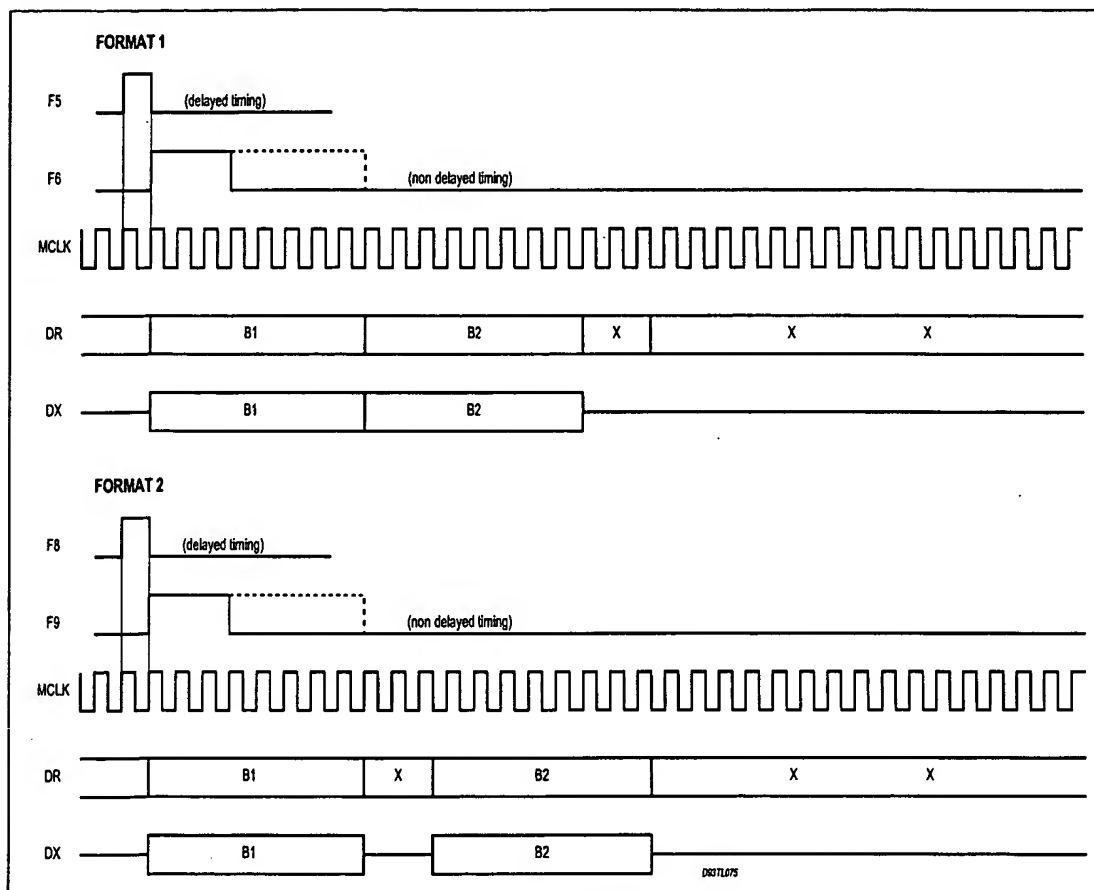 FORMAT 1
F5 (delayed timing)
F6 (non delayed timing)
MCLK
DR B1 B2 X X X
DX B1 B2
FORMAT 2
F8 (delayed timing)
F9 (non delayed timing)
MCLK
DR B1 X B2 X X
DX B1 B2
D93TL075